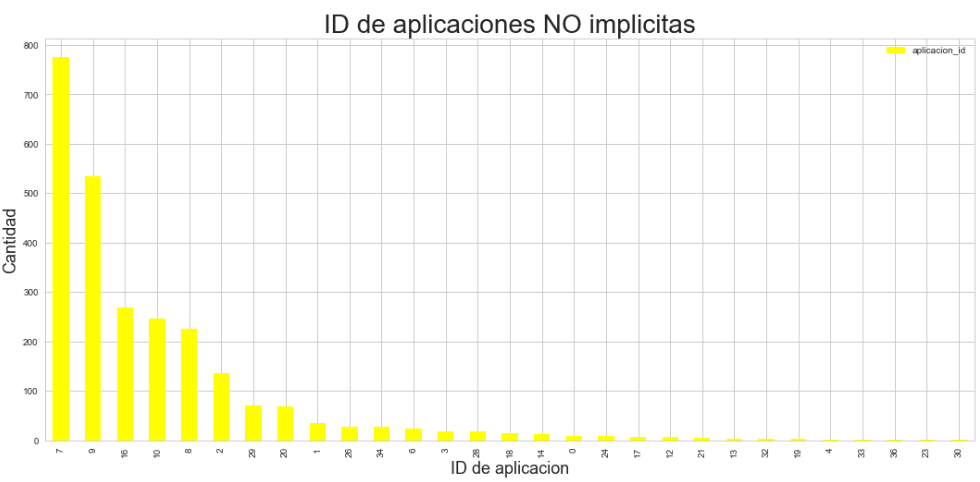 ID de aplicaciones NO implicitas
aplicacion_id
Cantidad
800
700
600
500
400
300
200
100
0
7 9 16 10 8 2 29 20 1 26 34 6 3 28 18 14 0 24 17 12 21 13 32 19 4 33 36 23 30
ID de aplicacion